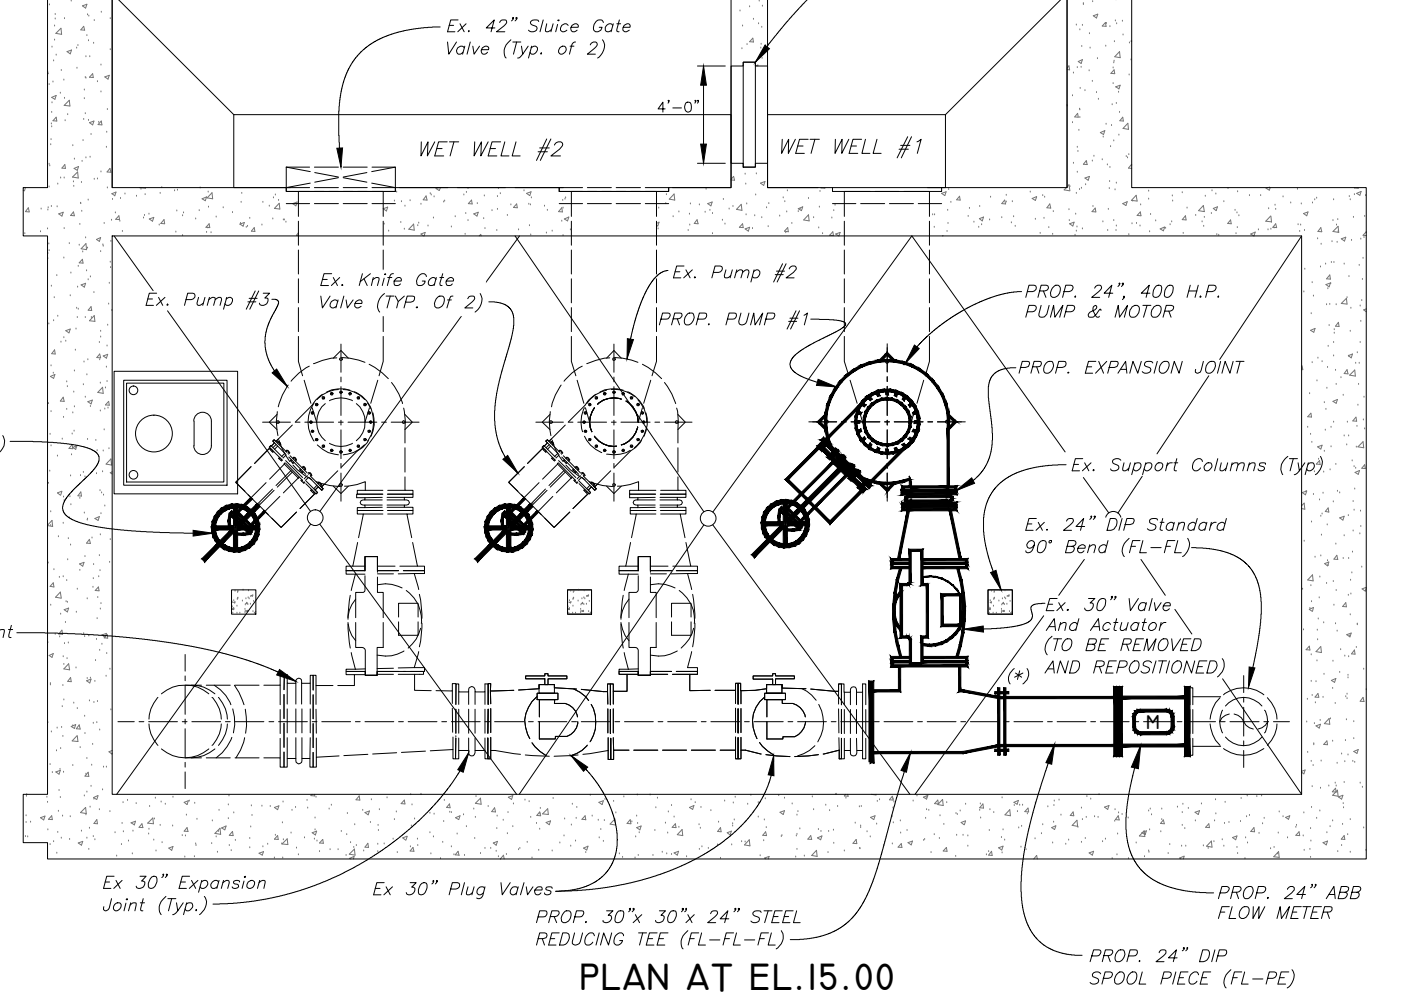 Ex. 42" Sluice Gate
Valve (Typ. of 2)
4'-0"
WET WELL #2
WET WELL #1
Ex. Pump #3
Ex. Knife Gate
Valve (TYP. Of 2)
Ex. Pump #2
PROP. PUMP #1
PROP. 24", 400 H.P.
PUMP & MOTOR
PROP. EXPANSION JOINT
)
Ex. Support Columns (Typ)
Ex. 24" DIP Standard
90° Bend (FL-FL)
Ex. 30" Valve
And Actuator
(TO BE REMOVED
AND REPOSITIONED)
(*)
nt
M
Ex 30" Expansion
Joint (Typ.)
Ex 30" Plug Valves
PROP. 30"x 30"x 24" STEEL
REDUCING TEE (FL-FL-FL)
PROP. 24" ABB
FLOW METER
PROP. 24" DIP
SPOOL PIECE (FL-PE)
PLAN AT EL.15.00